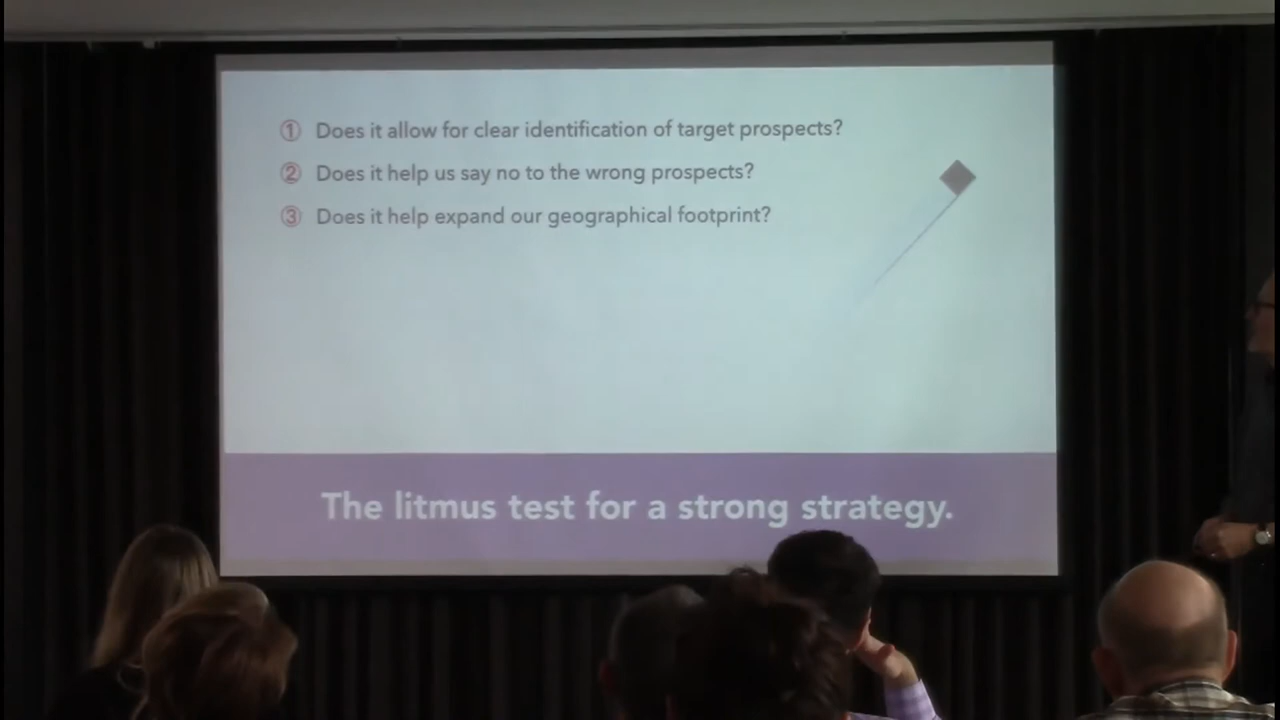 ① Does it allow for clear identification of target prospects?
② Does it help us say no to the wrong prospects?
③ Does it help expand our geographical footprint?
The litmus test for a strong strategy.